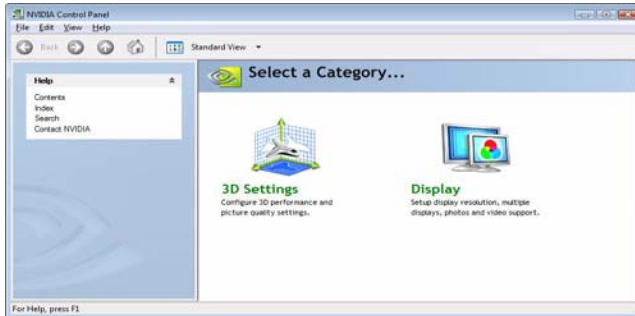 NVIDIA Control Panel
File Edit View Help
Back Standard View
Help
Contents
Index
Search
Contact NVIDIA
Select a Category...
3D Settings
Configure 3D performance and
picture quality settings.
Display
Setup display resolution, multiple
displays, photos and video support.
For Help, press F1